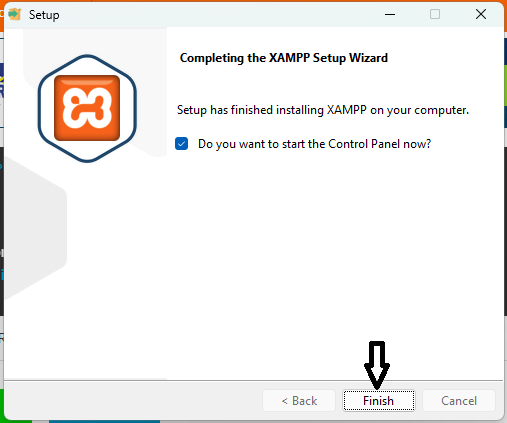 Setup
Completing the XAMPP Setup Wizard
Setup has finished installing XAMPP on your computer.
Do you want to start the Control Panel now?
< Back
Finish
Cancel